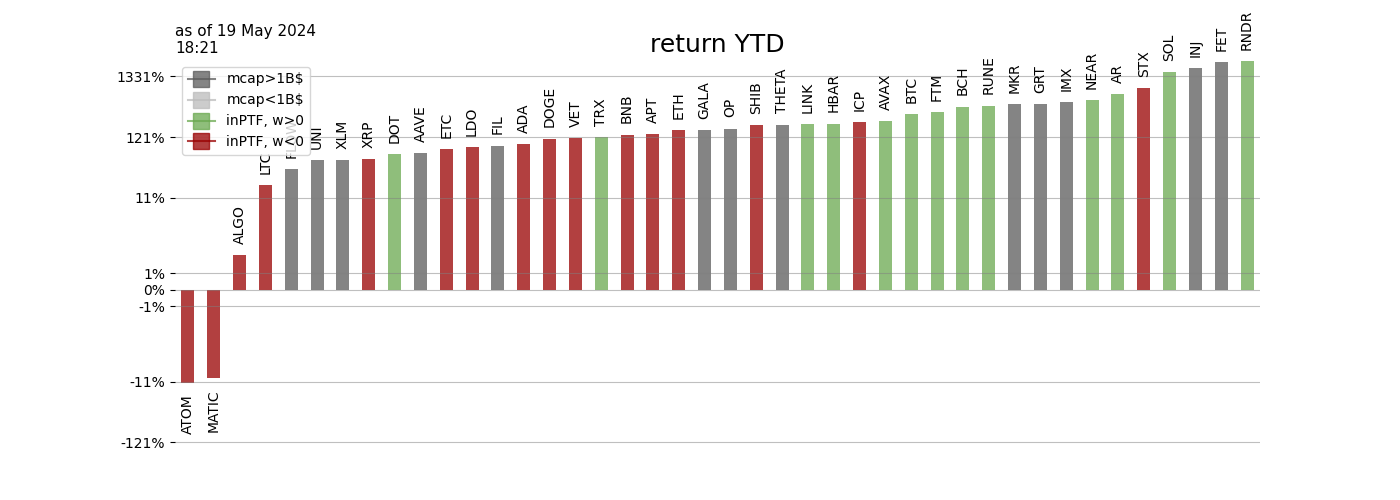 as of 19 May 2024
18:21
return YTD
mcap>1B$
mcap<1B$
inPTF, w>0
inPTF, w<0
1331%
121%
11%
1%
0%
-1%
-11%
-121%
ATOM
MATIC
ALGO
LTC
UNI
XLM
XRP
DOT
AAVE
ETC
LDO
FIL
ADA
DOGE
VET
TRX
BNB
APT
ETH
GALA
OP
SHIB
THETA
LINK
HBAR
ICP
AVAX
BTC
FTM
BCH
RUNE
MKR
GRT
IMX
NEAR
AR
STX
SOL
INJ
FET
RNDR